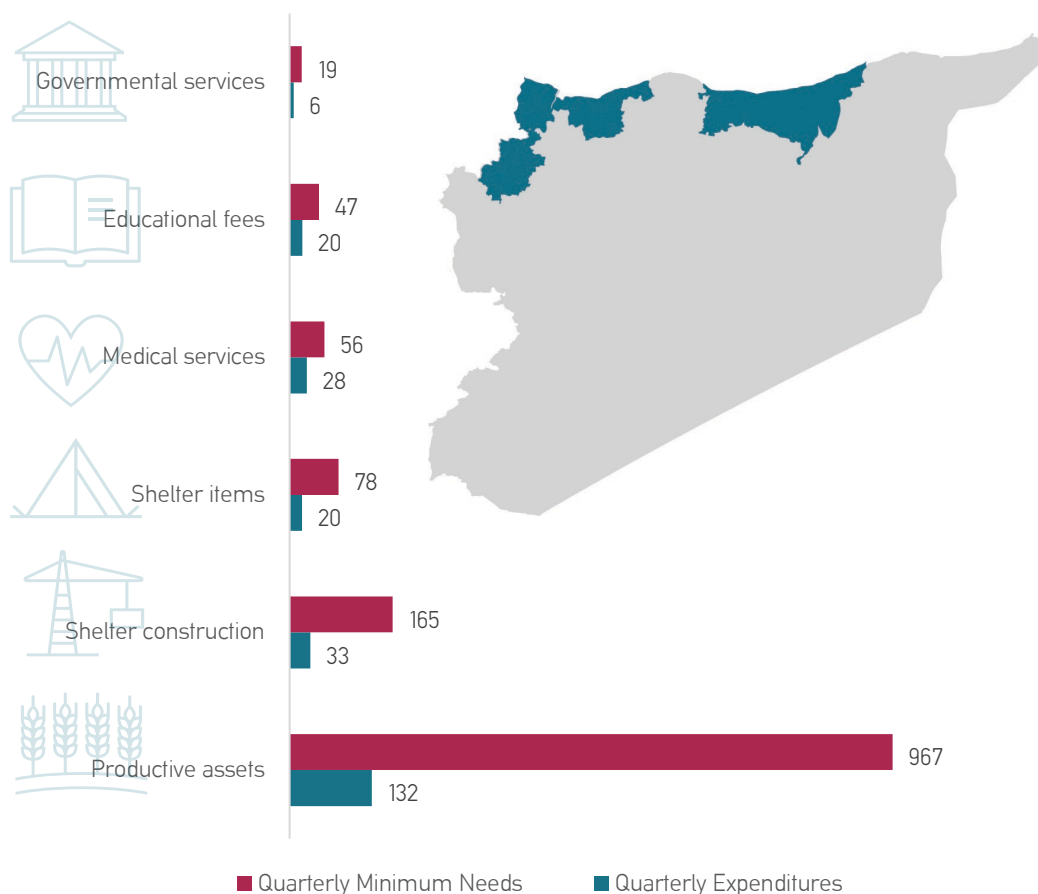 Governmental services
19
6
Educational fees
47
20
Medical services
56
28
Shelter items
78
20
Shelter construction
165
33
Productive assets
967
132
Quarterly Minimum Needs
Quarterly Expenditures